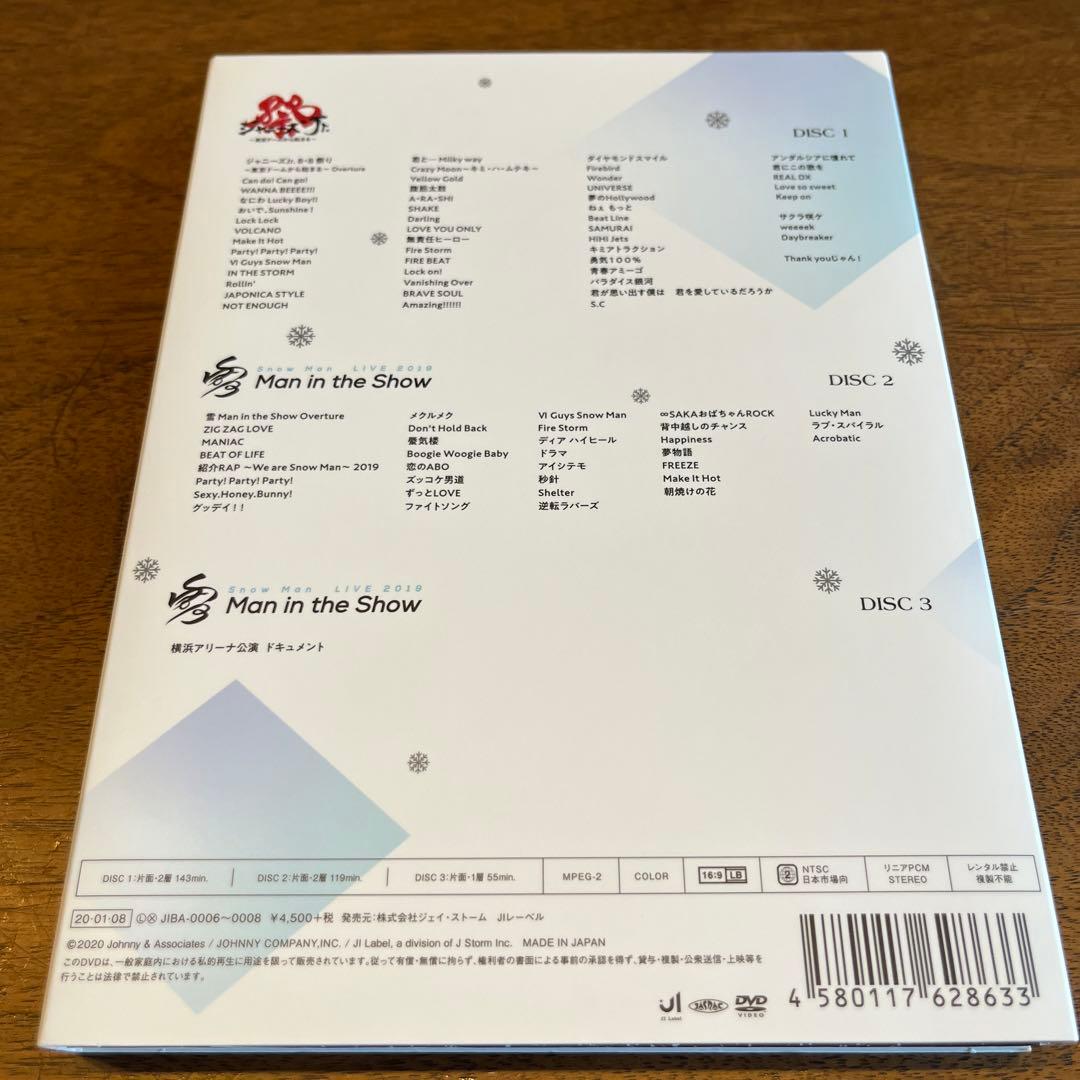 祭
ジャニーズJr.
〜東京ドームから始まる〜
DISC 1
ジャニーズJr. 8・8 祭り
〜東京ドームから始まる〜 Overture
Can do! Can go!
WANNA BEEEE!!!
なにわ Lucky Boy!!
おいで、Sunshine!
Lock Lock
VOLCANO
Make It Hot
Party! Party! Party!
VI Guys Snow Man
IN THE STORM
Rollin'
JAPONICA STYLE
NOT ENOUGH
君と…Milky way
Crazy Moon〜キミ・ハ・ムテキ〜
Yellow Gold
腹筋太鼓
A・RA・SHI
SHAKE
Darling
LOVE YOU ONLY
無責任ヒーロー
Fire Storm
FIRE BEAT
Lock on!
Vanishing Over
BRAVE SOUL
Amazing!!!!!!
ダイヤモンドスマイル
Firebird
Wonder
UNIVERSE
夢のHollywood
ねぇ もっと
Beat Line
SAMURAI
HiHi Jets
キミアトラクション
勇気100%
青春アミーゴ
パラダイス銀河
君が思い出す僕は 君を愛しているだろうか
S.C
アンダルシアに憧れて
君にこの歌を
REAL DX
Love so sweet
Keep on
サクラ咲ケ
weeeek
Daybreaker
Thank youじゃん!
雪
Snow Man LIVE 2019
Man in the Show
DISC 2
雪 Man in the Show Overture
ZIG ZAG LOVE
MANIAC
BEAT OF LIFE
紹介RAP 〜We are Snow Man〜 2019
Party! Party! Party!
Sexy.Honey.Bunny!
グッデイ!!
メクルメク
Don't Hold Back
蜃気楼
Boogie Woogie Baby
恋のABO
ズッコケ男道
ずっとLOVE
ファイトソング
VI Guys Snow Man
Fire Storm
ディア ハイヒール
ドラマ
アイシテモ
秒針
Shelter
逆転ラバーズ
∞SAKAおばちゃんROCK
背中越しのチャンス
Happiness
夢物語
FREEZE
Make It Hot
朝焼けの花
Lucky Man
ラブ・スパイラル
Acrobatic
雪
Snow Man LIVE 2019
Man in the Show
DISC 3
横浜アリーナ公演 ドキュメント
DISC 1:片面・2層 143min. DISC 2:片面・2層 119min. DISC 3:片面・1層 55min. MPEG-2 COLOR 16:9 LB 2 NTSC 日本市場向 リニアPCM STEREO レンタル禁止 複製不能
20・01・08 ⓁⓍ JIBA-0006〜0008 ¥4,500+税 発売元:株式会社ジェイ・ストーム JIレーベル
©2020 Johnny & Associates / JOHNNY COMPANY,INC. / JI Label, a division of J Storm Inc. MADE IN JAPAN
このDVDは、一般家庭内における私的再生に用途を限って販売されています。従って有償・無償に拘らず、権利者の書面による事前の承認を得ず、貸与・複製・公衆送信・上映等を
行うことは法律で禁止されています。
JI
JI Label
JASRAC
DVD
VIDEO
4 580117 628633